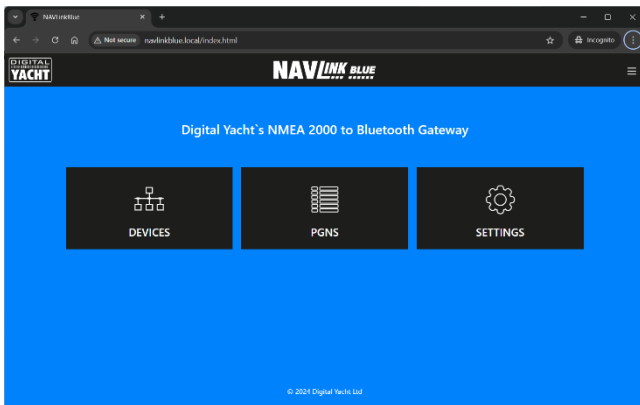 NAVLinkBlue
Not secure navlinkblue.local/index.html
Incognito
DIGITAL
YACHT
NAVLINK BLUE
Digital Yacht`s NMEA 2000 to Bluetooth Gateway
DEVICES
PGNS
SETTINGS
© 2024 Digital Yacht Ltd